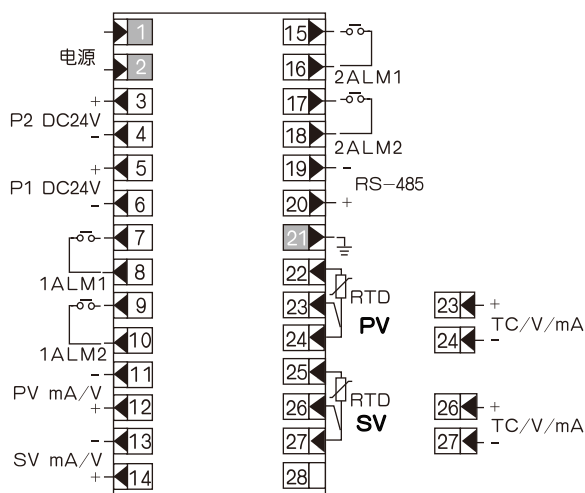 1
电源
2
+ 3
P2 DC24V
- 4
+ 5
P1 DC24V
- 6
7
8
1ALM1
9
10
1ALM2
- 11
PV mA/V
+ 12
- 13
SV mA/V
+ 14
15
16
2ALM1
17
18
2ALM2
19 -
RS-485
20 +
21
22
RTD
23
PV
24
25
RTD
26
SV
27
28
23 +
TC/V/mA
24 -
26 +
TC/V/mA
27 -